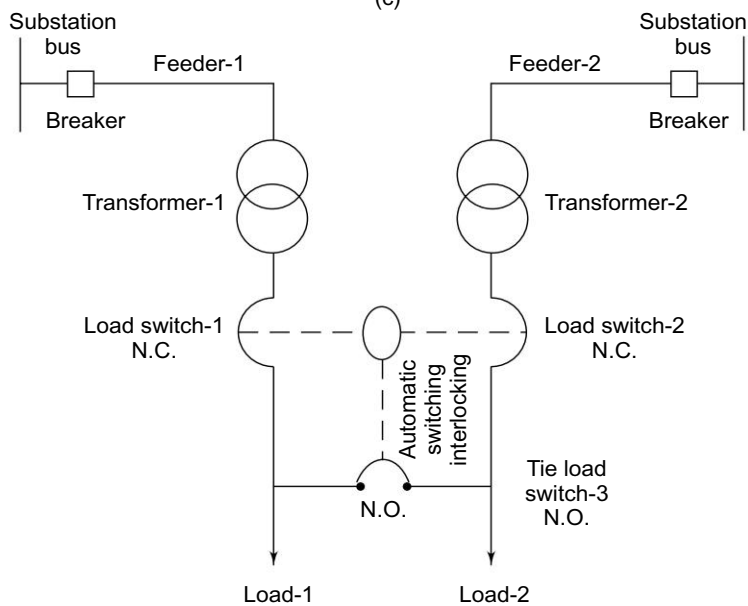 (c)
Substation
bus
Substation
bus
Feeder-1
Feeder-2
Breaker
Breaker
Transformer-1
Transformer-2
Load switch-1
N.C.
Load switch-2
N.C.
Automatic
switching
interlocking
Tie load
switch-3
N.O.
N.O.
Load-1
Load-2